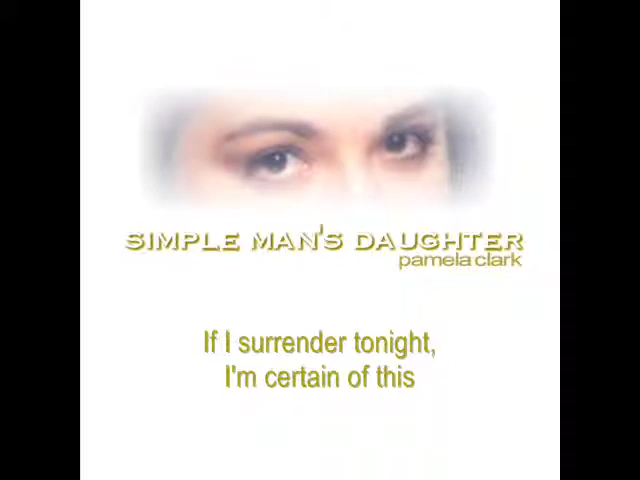 SIMPLE MAN'S DAUGHTER
pamela clark
If I surrender tonight,
I'm certain of this